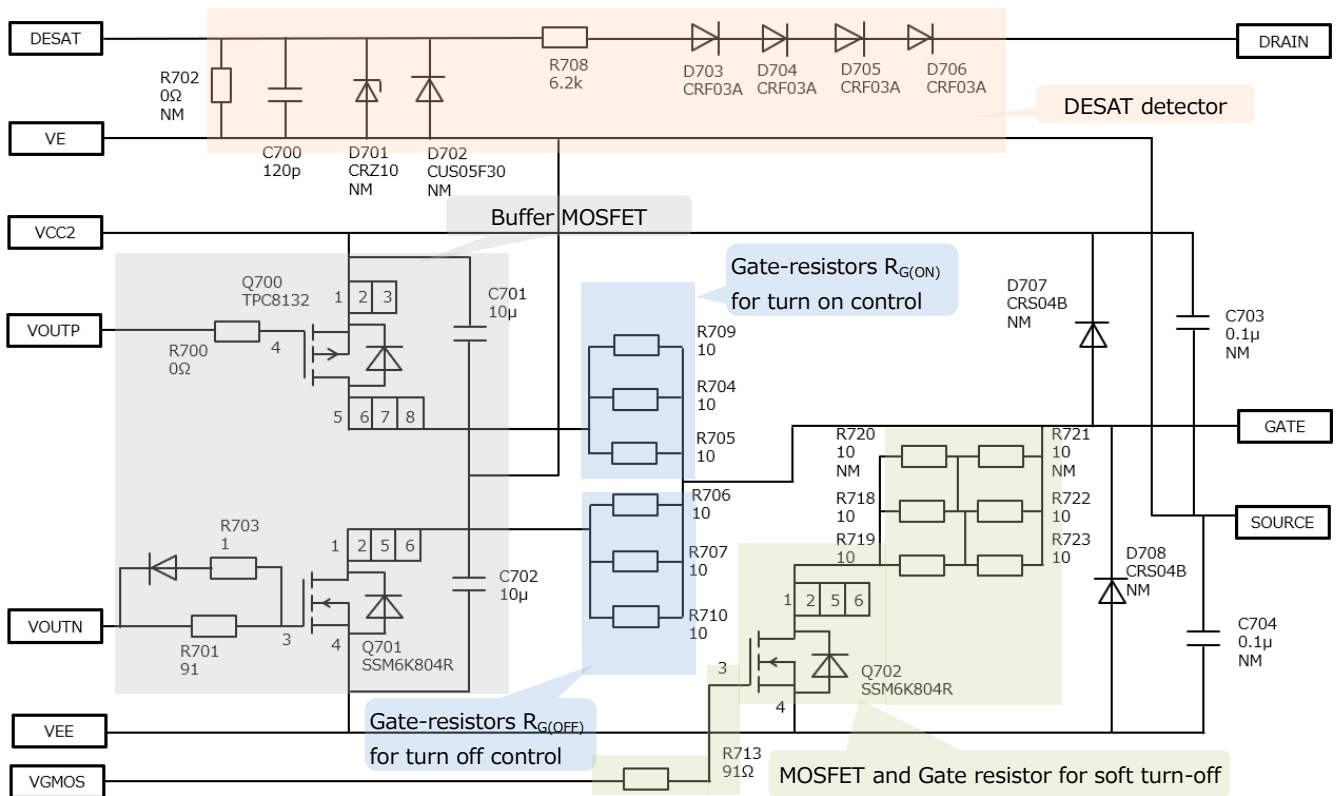 DESAT
DRAIN
R702
0Ω
NM
R708
6.2k
D703
CRF03A
D704
CRF03A
D705
CRF03A
D706
CRF03A
DESAT detector
VE
C700
120p
D701
CRZ10
NM
D702
CUS05F30
NM
Buffer MOSFET
VCC2
Q700
TPC8132
1 2 3
C701
10μ
Gate-resistors RG(ON)
for turn on control
D707
CRS04B
NM
C703
0.1μ
NM
VOUTP
R700
0Ω
4
5 6 7 8
R709
10
R704
10
R705
10
GATE
R720
10
NM
R721
10
NM
R718
10
R722
10
R719
10
R723
10
SOURCE
R706
10
R707
10
R710
10
R703
1
1 2 5 6
C702
10μ
D708
CRS04B
NM
1 2 5 6
VOUTN
R701
91
3
4
Q701
SSM6K804R
C704
0.1μ
NM
3
4
Q702
SSM6K804R
VEE
Gate-resistors RG(OFF)
for turn off control
VGMOS
R713
91Ω
MOSFET and Gate resistor for soft turn-off